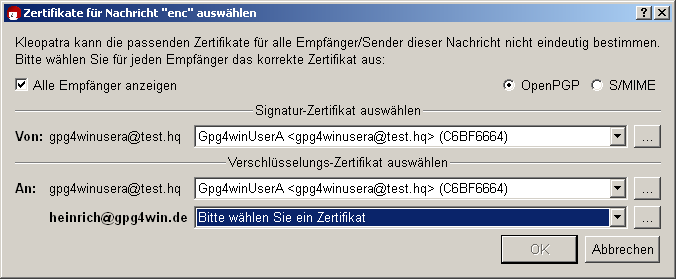 Zertifikate für Nachricht "enc" auswählen
Kleopatra kann die passenden Zertifikate für alle Empfänger/Sender dieser Nachricht nicht eindeutig bestimmen.
Bitte wählen Sie für jeden Empfänger das korrekte Zertifikat aus:
Alle Empfänger anzeigen OpenPGP S/MIME
Signatur-Zertifikat auswählen
Von: gpg4winusera@test.hq Gpg4winUserA <gpg4winusera@test.hq> (C6BF6664) ...
Verschlüsselungs-Zertifikat auswählen
An: gpg4winusera@test.hq Gpg4winUserA <gpg4winusera@test.hq> (C6BF6664) ...
heinrich@gpg4win.de Bitte wählen Sie ein Zertifikat ...
OK Abbrechen